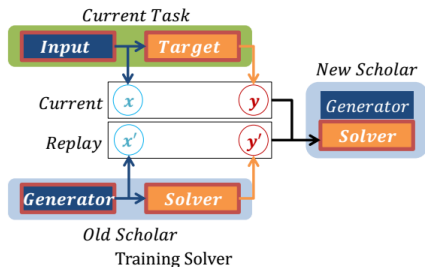 Current Task
Input Target
New Scholar
Current x y
Generator
Replay x′ y′
Solver
Generator Solver
Old Scholar
Training Solver